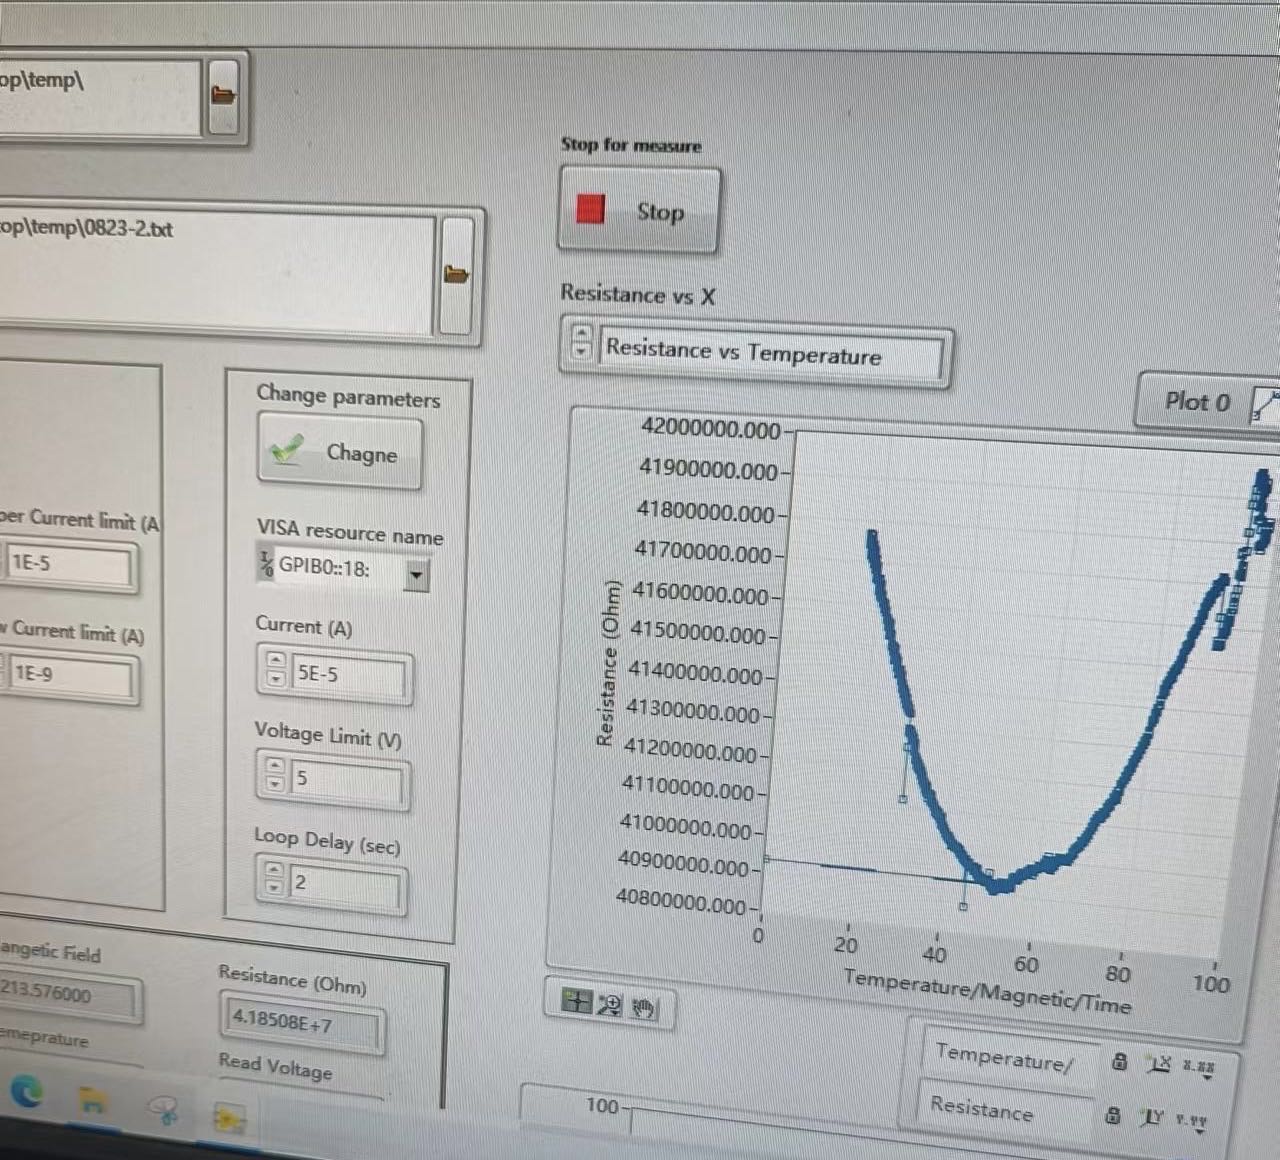 op\temp\
Stop for measure
Stop
op\temp\0823-2.txt
Resistance vs X
Resistance vs Temperature
Plot 0
Change parameters
Chagne
VISA resource name
GPIB0::18:
per Current limit (A
1E-5
Current (A)
5E-5
w Current limit (A)
1E-9
Voltage Limit (V)
5
Loop Delay (sec)
2
42000000.000
41900000.000
41800000.000
41700000.000
41600000.000
41500000.000
41400000.000
41300000.000
41200000.000
41100000.000
41000000.000
40900000.000
40800000.000
Resistance (Ohm)
0 20 40 60 80 100
Temperature/Magnetic/Time
angetic Field
213.576000
emeprature
Resistance (Ohm)
4.18508E+7
Read Voltage
Temperature/
Resistance
100